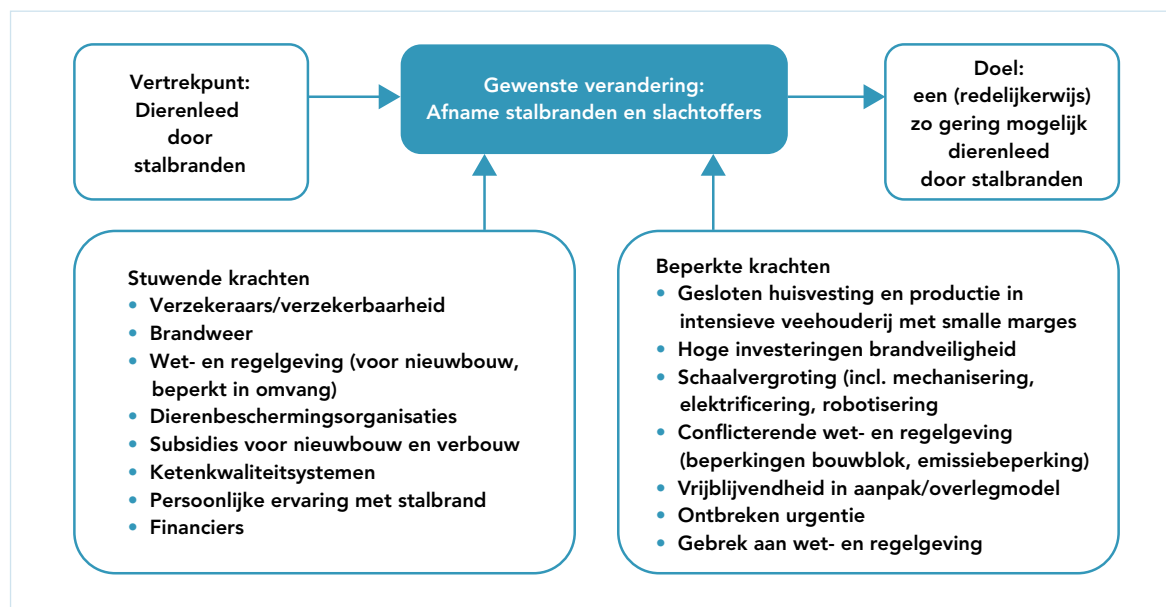 Vertrekpunt:
Dierenleed
door
stalbranden
Gewenste verandering:
Afname stalbranden en slachtoffers
Doel:
een (redelijkerwijs)
zo gering mogelijk
dierenleed
door stalbranden
Stuwende krachten
• Verzekeraars/verzekerbaarheid
• Brandweer
• Wet- en regelgeving (voor nieuwbouw,
beperkt in omvang)
• Dierenbeschermingsorganisaties
• Subsidies voor nieuwbouw en verbouw
• Ketenkwaliteitsystemen
• Persoonlijke ervaring met stalbrand
• Financiers
Beperkte krachten
• Gesloten huisvesting en productie in
intensieve veehouderij met smalle marges
• Hoge investeringen brandveiligheid
• Schaalvergroting (incl. mechanisering,
elektrificering, robotisering
• Conflicterende wet- en regelgeving
(beperkingen bouwblok, emissiebeperking)
• Vrijblijvendheid in aanpak/overlegmodel
• Ontbreken urgentie
• Gebrek aan wet- en regelgeving